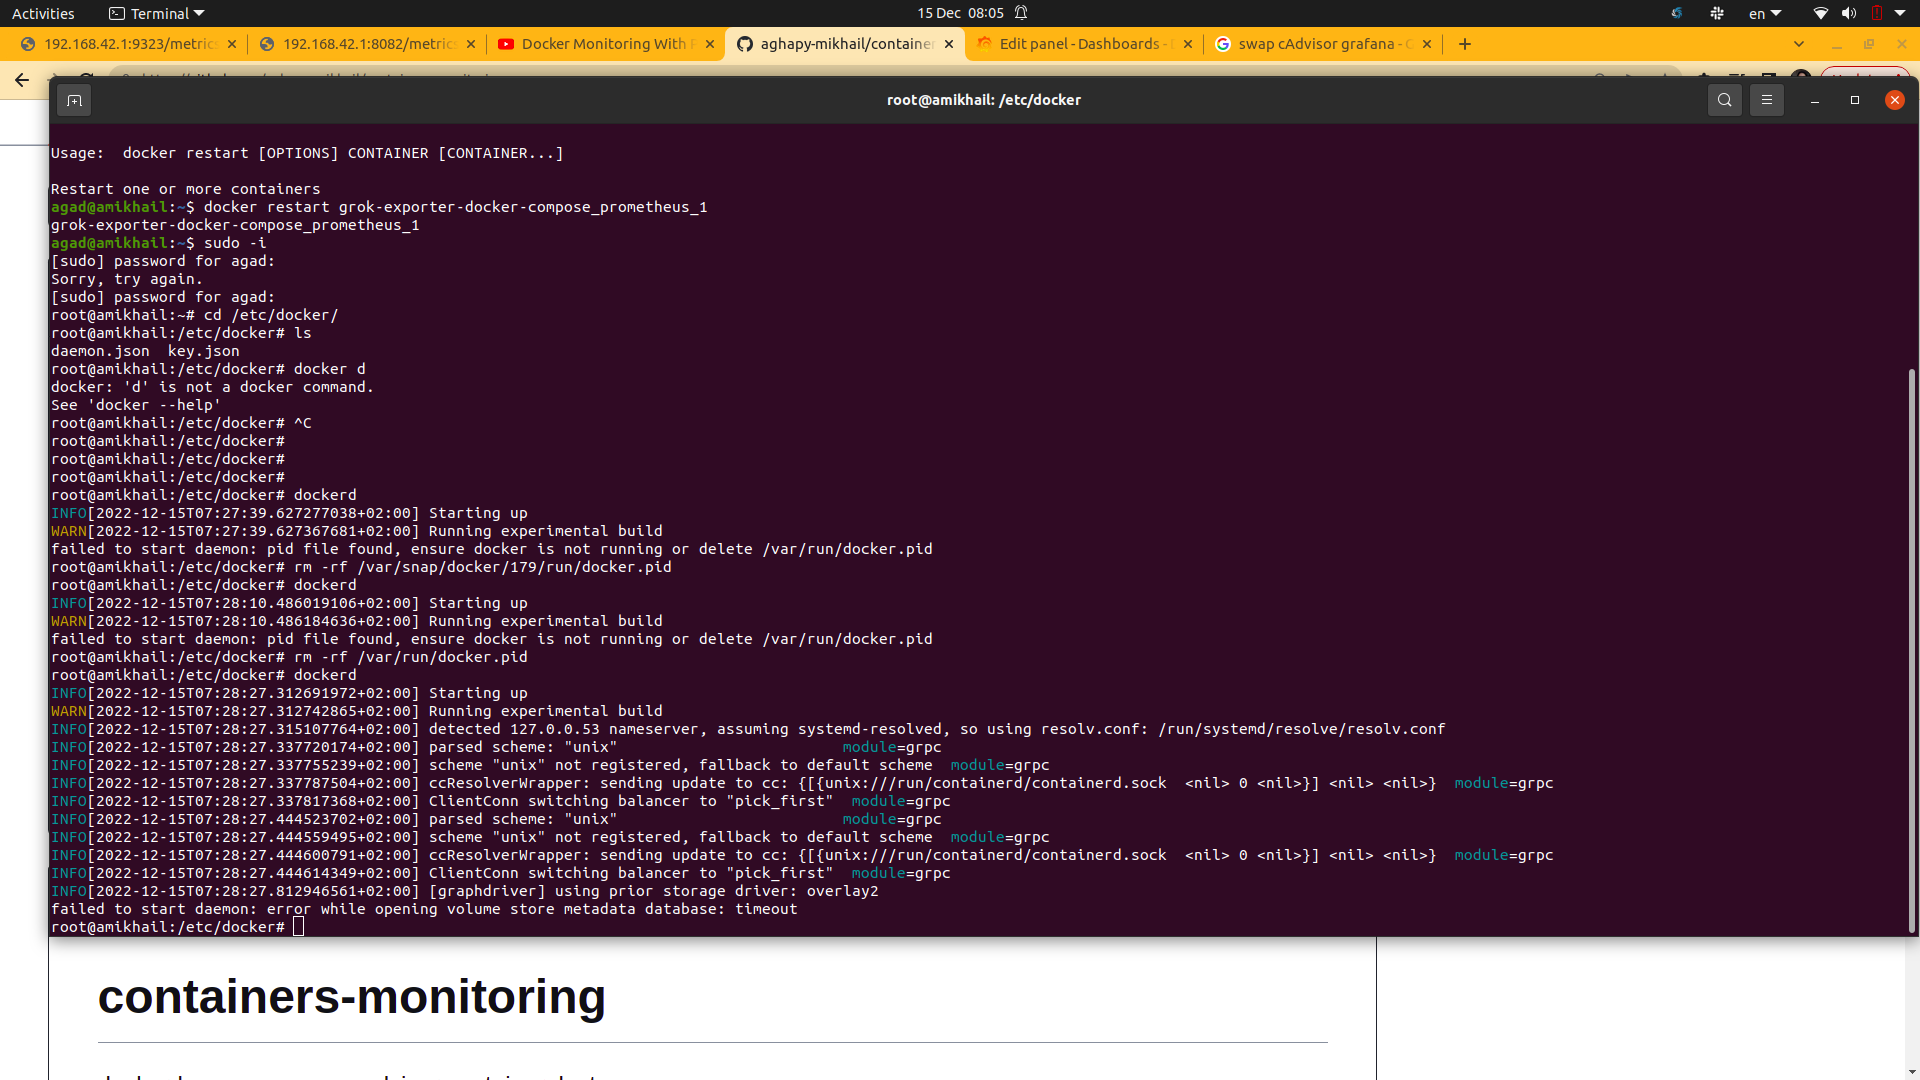 Activities Terminal 15 Dec 08:05 en
192.168.42.1:9323/metrics 192.168.42.1:8082/metrics Docker Monitoring With aghapy-mikhail/container Edit panel - Dashboards - swap cAdvisor grafana -
root@amikhail: /etc/docker
Usage:  docker restart [OPTIONS] CONTAINER [CONTAINER...]
Restart one or more containers
agad@amikhail:~$ docker restart grok-exporter-docker-compose_prometheus_1
grok-exporter-docker-compose_prometheus_1
agad@amikhail:~$ sudo -i
[sudo] password for agad:
Sorry, try again.
[sudo] password for agad:
root@amikhail:~# cd /etc/docker/
root@amikhail:/etc/docker# ls
daemon.json  key.json
root@amikhail:/etc/docker# docker d
docker: 'd' is not a docker command.
See 'docker --help'
root@amikhail:/etc/docker# ^C
root@amikhail:/etc/docker#
root@amikhail:/etc/docker#
root@amikhail:/etc/docker#
root@amikhail:/etc/docker# dockerd
INFO[2022-12-15T07:27:39.627277038+02:00] Starting up
WARN[2022-12-15T07:27:39.627367681+02:00] Running experimental build
failed to start daemon: pid file found, ensure docker is not running or delete /var/run/docker.pid
root@amikhail:/etc/docker# rm -rf /var/snap/docker/179/run/docker.pid
root@amikhail:/etc/docker# dockerd
INFO[2022-12-15T07:28:10.486019106+02:00] Starting up
WARN[2022-12-15T07:28:10.486184636+02:00] Running experimental build
failed to start daemon: pid file found, ensure docker is not running or delete /var/run/docker.pid
root@amikhail:/etc/docker# rm -rf /var/run/docker.pid
root@amikhail:/etc/docker# dockerd
INFO[2022-12-15T07:28:27.312691972+02:00] Starting up
WARN[2022-12-15T07:28:27.312742865+02:00] Running experimental build
INFO[2022-12-15T07:28:27.315107764+02:00] detected 127.0.0.53 nameserver, assuming systemd-resolved, so using resolv.conf: /run/systemd/resolve/resolv.conf
INFO[2022-12-15T07:28:27.337720174+02:00] parsed scheme: "unix"                         module=grpc
INFO[2022-12-15T07:28:27.337755239+02:00] scheme "unix" not registered, fallback to default scheme  module=grpc
INFO[2022-12-15T07:28:27.337787504+02:00] ccResolverWrapper: sending update to cc: {[{unix:///run/containerd/containerd.sock  <nil> 0 <nil>}] <nil> <nil>}  module=grpc
INFO[2022-12-15T07:28:27.337817368+02:00] ClientConn switching balancer to "pick_first"  module=grpc
INFO[2022-12-15T07:28:27.444523702+02:00] parsed scheme: "unix"                         module=grpc
INFO[2022-12-15T07:28:27.444559495+02:00] scheme "unix" not registered, fallback to default scheme  module=grpc
INFO[2022-12-15T07:28:27.444600791+02:00] ccResolverWrapper: sending update to cc: {[{unix:///run/containerd/containerd.sock  <nil> 0 <nil>}] <nil> <nil>}  module=grpc
INFO[2022-12-15T07:28:27.444614349+02:00] ClientConn switching balancer to "pick_first"  module=grpc
INFO[2022-12-15T07:28:27.812946561+02:00] [graphdriver] using prior storage driver: overlay2
failed to start daemon: error while opening volume store metadata database: timeout
root@amikhail:/etc/docker#
containers-monitoring